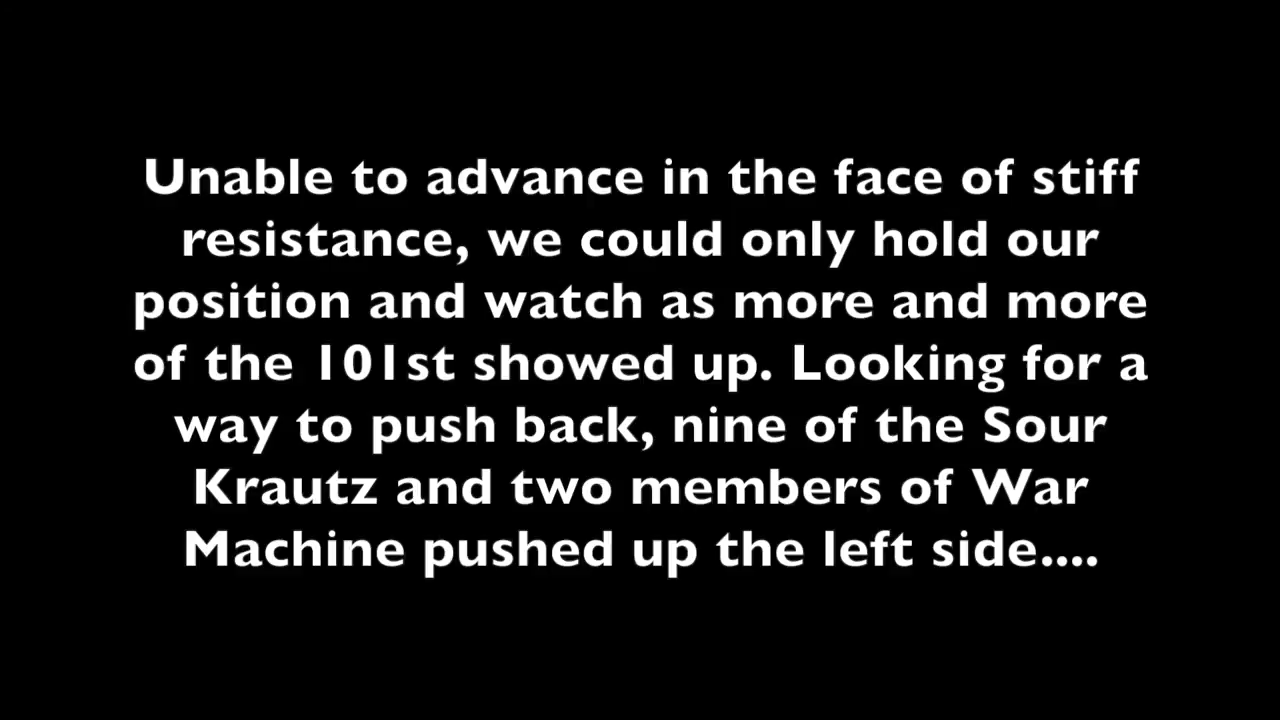 Unable to advance in the face of stiff
resistance, we could only hold our
position and watch as more and more
of the 101st showed up. Looking for a
way to push back, nine of the Sour
Krautz and two members of War
Machine pushed up the left side....